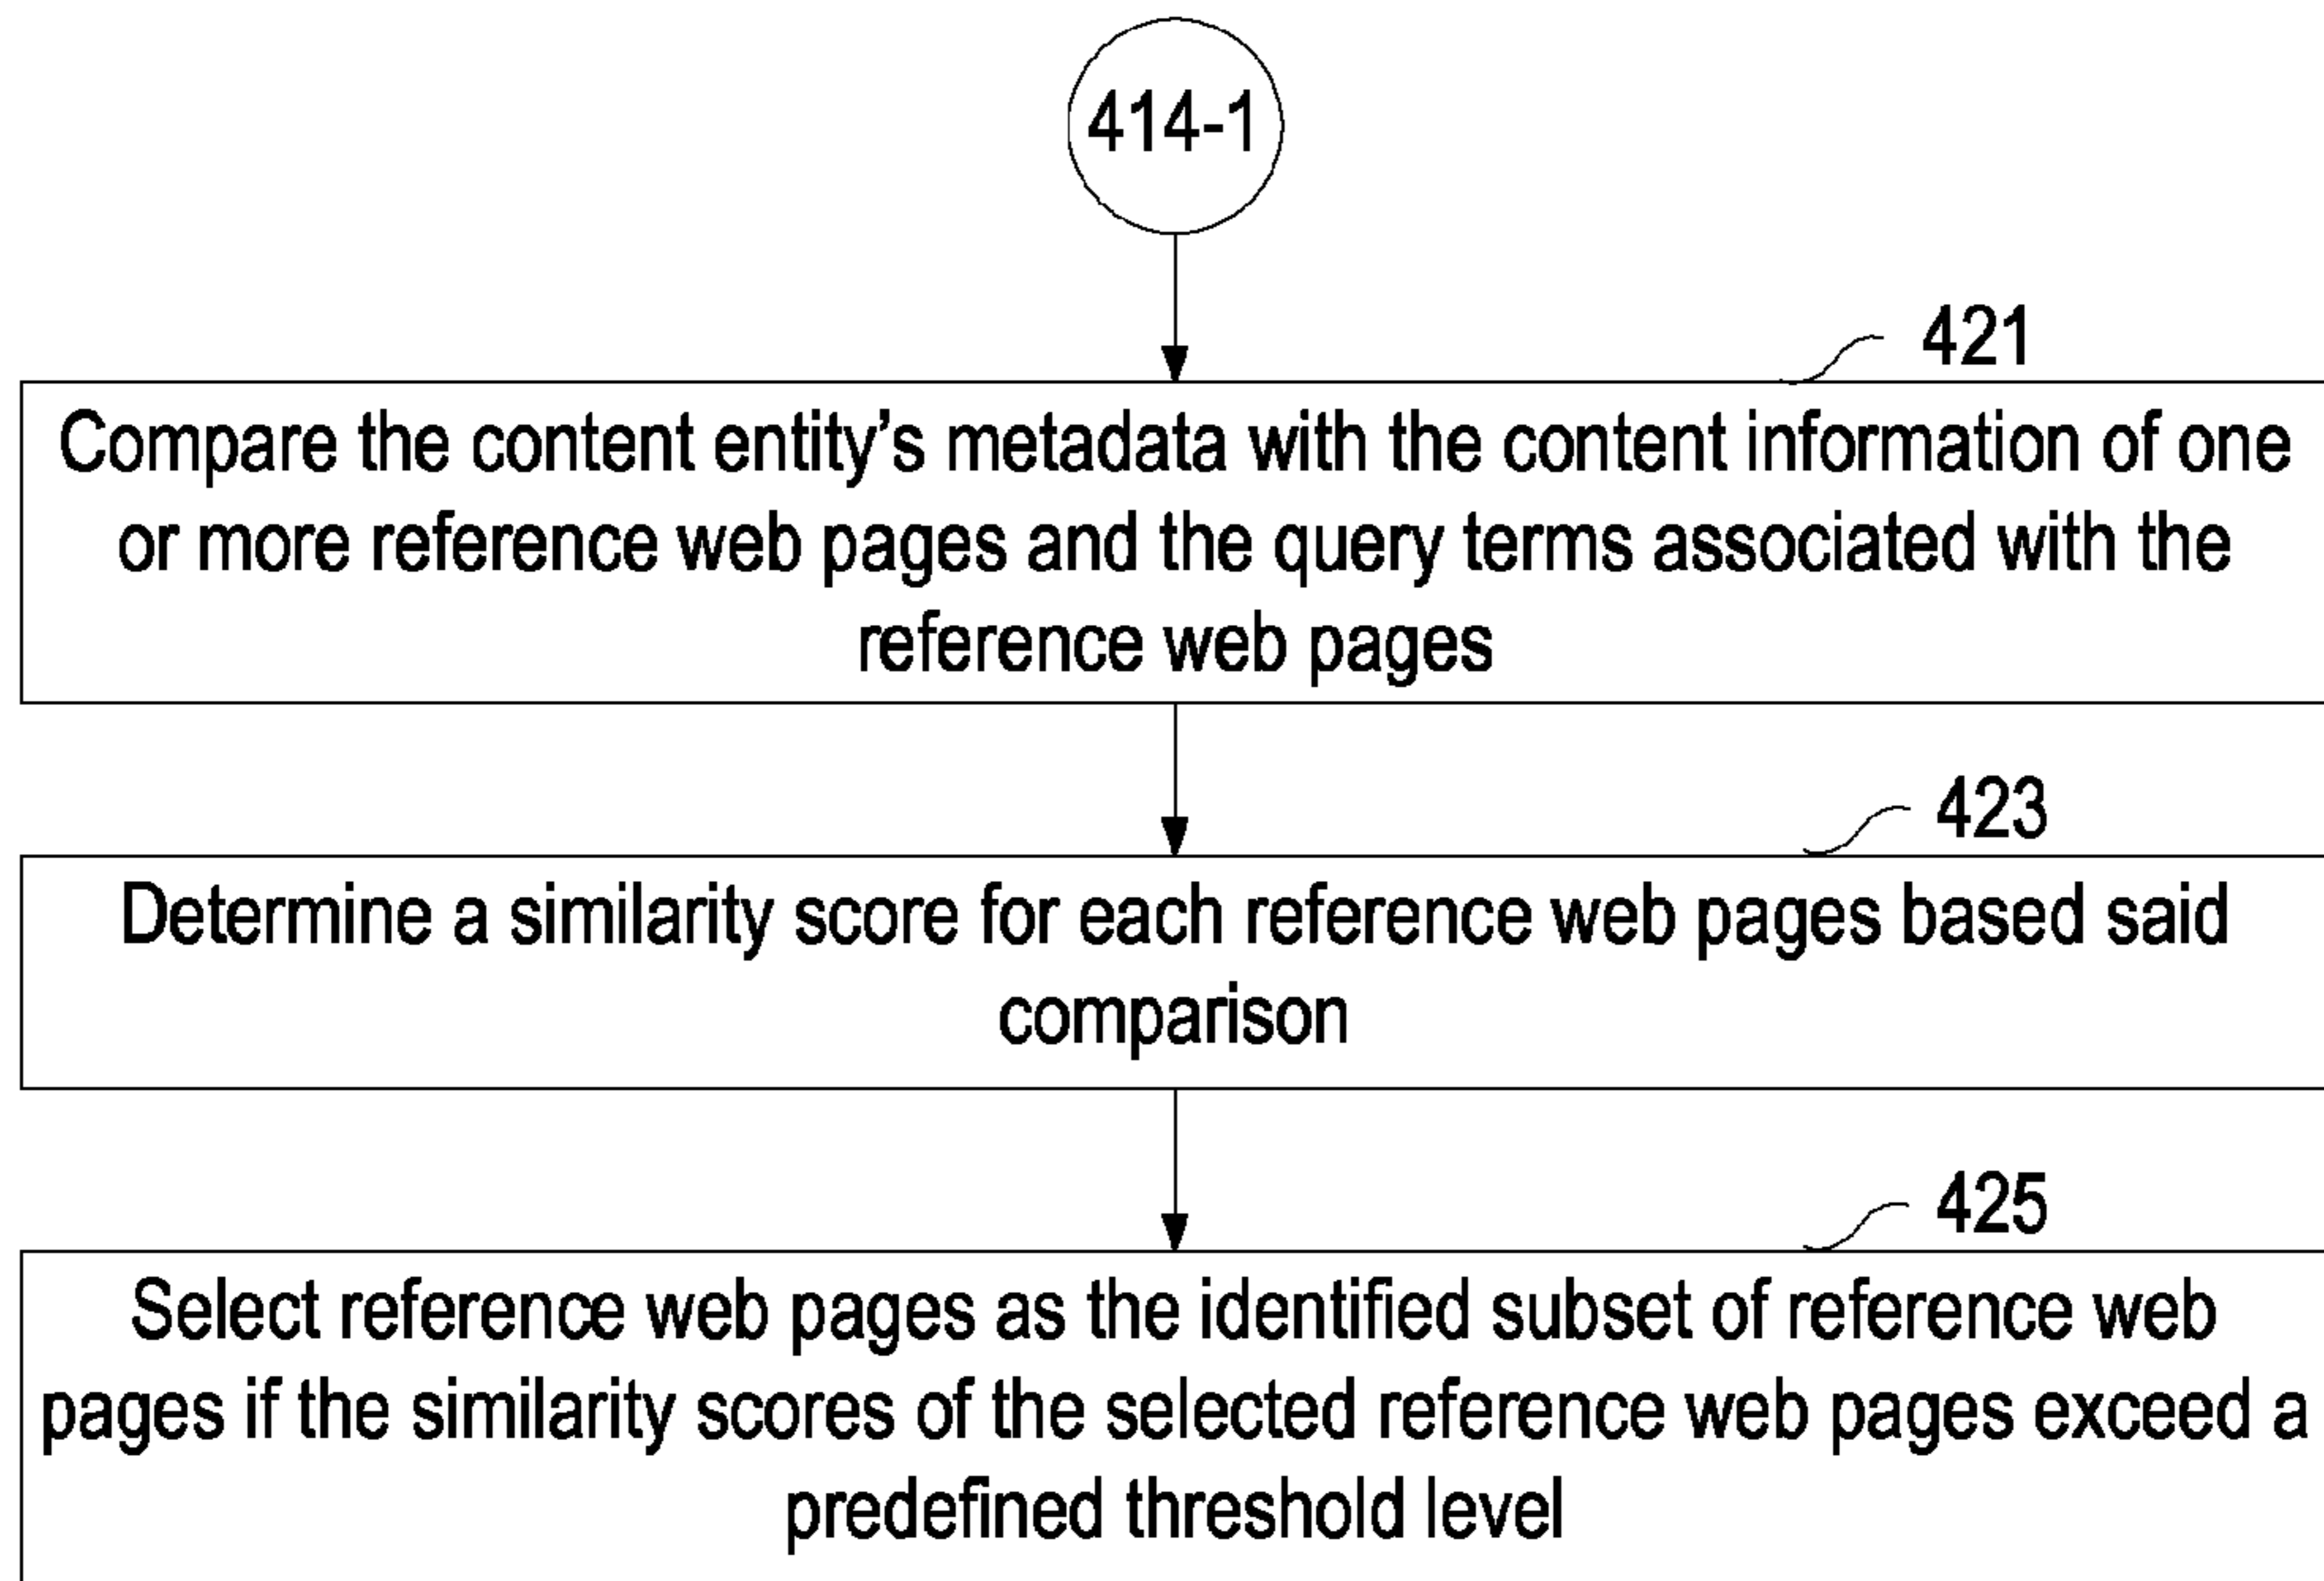 414-1
421
Compare the content entity’s metadata with the content information of one
or more reference web pages and the query terms associated with the
reference web pages
423
Determine a similarity score for each reference web pages based said
comparison
425
Select reference web pages as the identified subset of reference web
pages if the similarity scores of the selected reference web pages exceed a
predefined threshold level